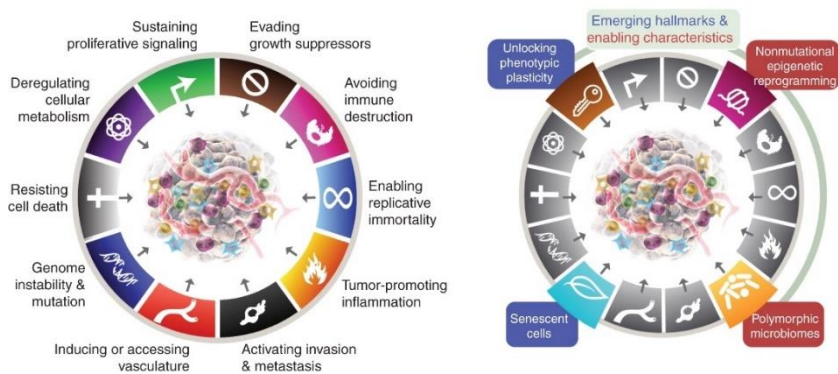 Sustaining
proliferative signaling
Evading
growth suppressors
Deregulating
cellular
metabolism
Avoiding
immune
destruction
Resisting
cell death
Enabling
replicative
immortality
Genome
instability &
mutation
Tumor-promoting
inflammation
Inducing or accessing
vasculature
Activating invasion
& metastasis
Emerging hallmarks &
enabling characteristics
Unlocking
phenotypic
plasticity
Nonmutational
epigenetic
reprogramming
Senescent
cells
Polymorphic
microbiomes